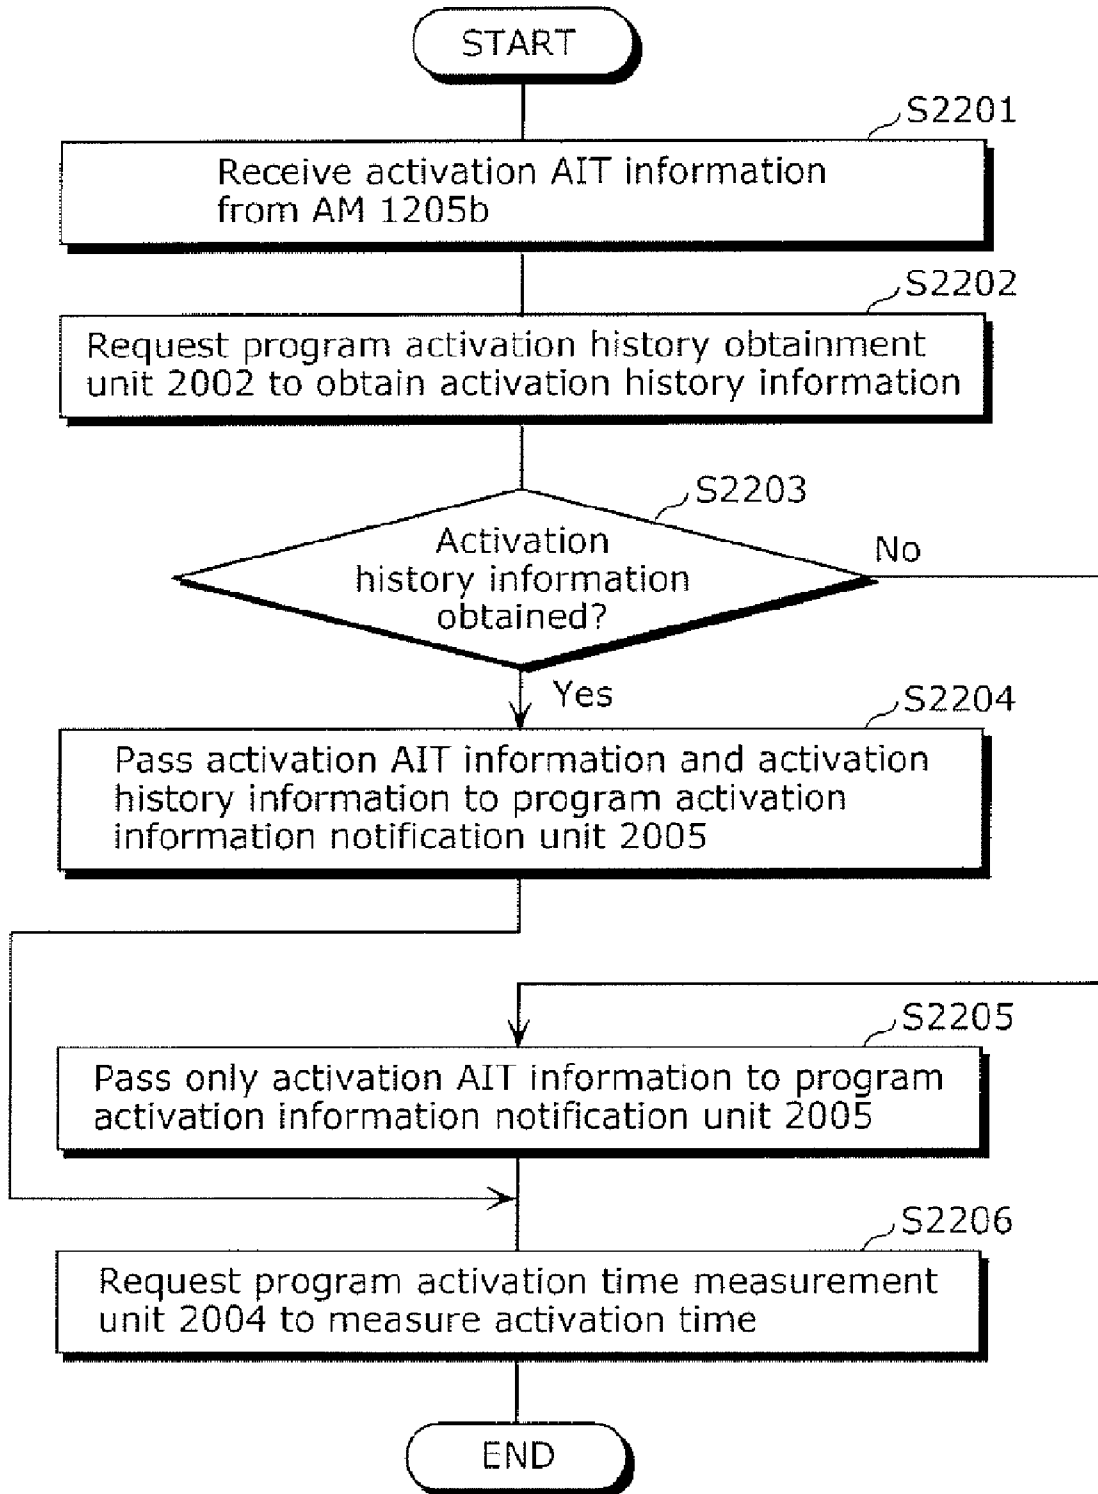 START
S2201
Receive activation AIT information
from AM 1205b
S2202
Request program activation history obtainment
unit 2002 to obtain activation history information
S2203
Activation
history information
obtained?
No
Yes
S2204
Pass activation AIT information and activation
history information to program activation
information notification unit 2005
S2205
Pass only activation AIT information to program
activation information notification unit 2005
S2206
Request program activation time measurement
unit 2004 to measure activation time
END